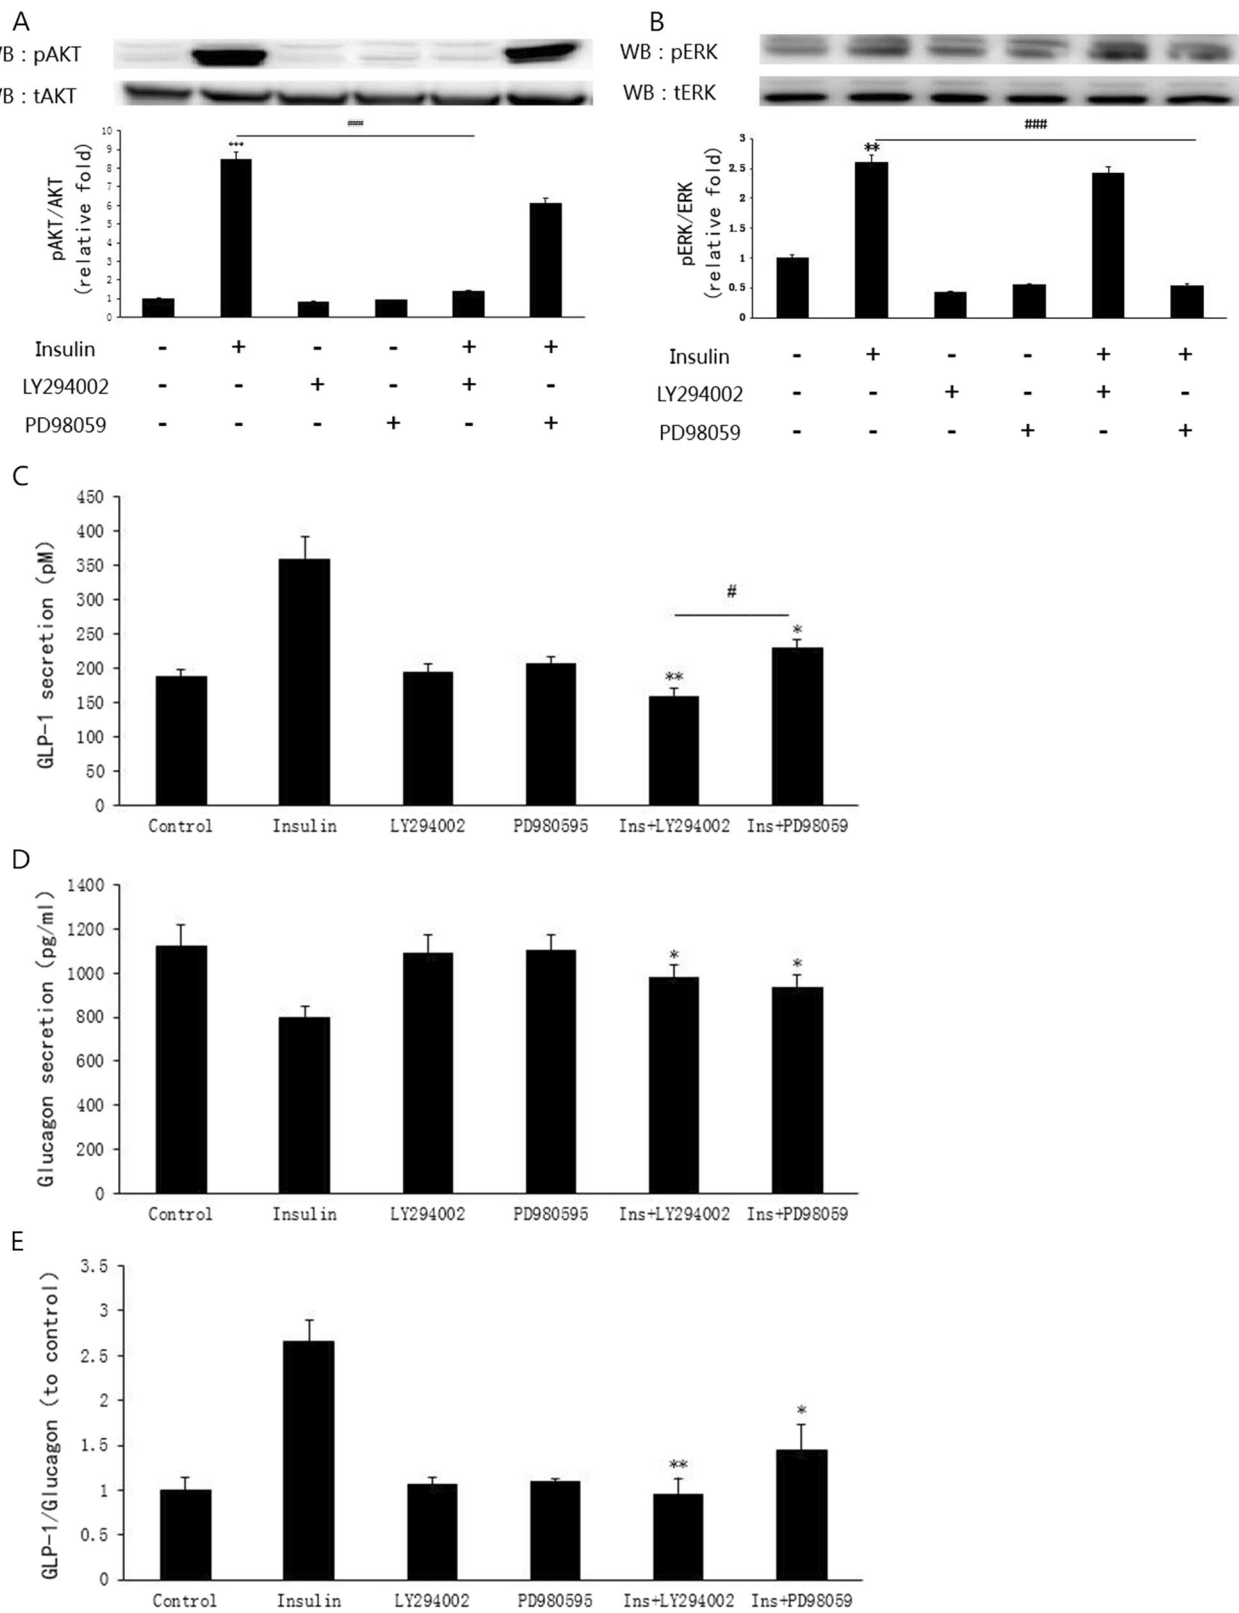 A
B
WB : pAKT
WB : tAKT
WB : pERK
WB : tERK
###
***
10
9
8
7
6
5
4
3
2
1
0
pAKT/AKT
(relative fold)
###
**
3
2.5
2
1.5
1
0.5
0
pERK/ERK
(relative fold)
Insulin - + - - + +
LY294002 - - + - + -
PD98059 - - - + - +
Insulin - + - - + +
LY294002 - - + - + -
PD98059 - - - + - +
C
450
400
350
300
250
200
150
100
50
0
GLP-1 secretion (pM)
#
**
*
Control Insulin LY294002 PD980595 Ins+LY294002 Ins+PD98059
D
1400
1200
1000
800
600
400
200
0
Glucagon secretion (pg/ml)
*
*
Control Insulin LY294002 PD980595 Ins+LY294002 Ins+PD98059
E
3.5
3
2.5
2
1.5
1
0.5
0
GLP-1/Glucagon (to control)
**
*
Control Insulin LY294002 PD980595 Ins+LY294002 Ins+PD98059